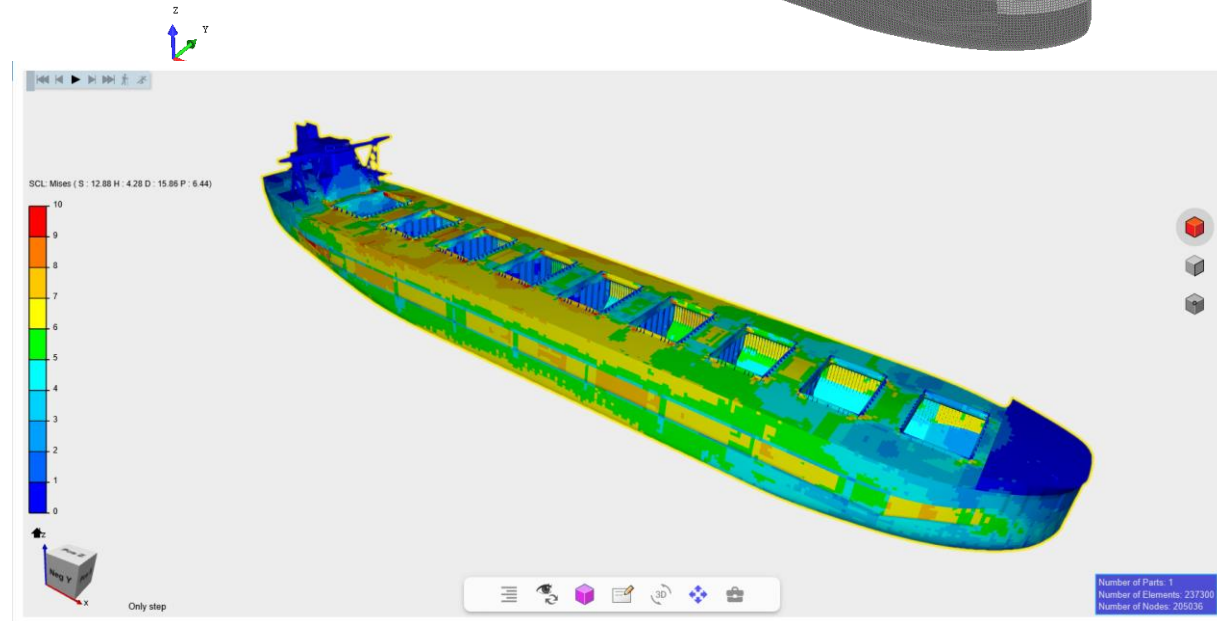 Z
Y
SCL: Mises ( S : 12.88 H : 4.28 D : 15.86 P : 6.44)
10
9
8
7
6
5
4
3
2
1
0
Z
Neg Y
X
Only step
3D
Number of Parts: 1
Number of Elements: 237300
Number of Nodes: 205036